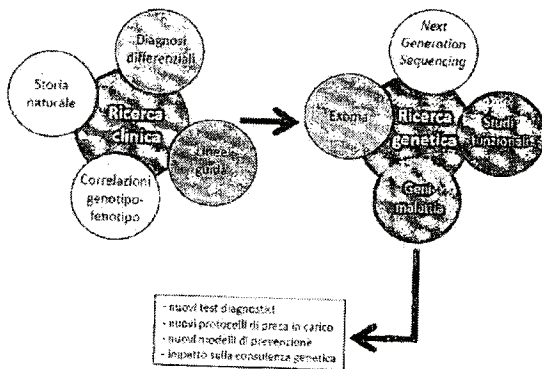 Diagnosi
differenziali
Storia
naturale
Ricerca
clinica
Linee
guida
Correlazioni
genotipo-
fenotipo
Next
Generation
Sequencing
Exoma
Ricerca
genetica
Studi
funzionali
Geni-
malattia
- nuovi test diagnostici
- nuovi protocolli di presa in carico
- nuovi modelli di prevenzione
- impatto sulla consulenza genetica